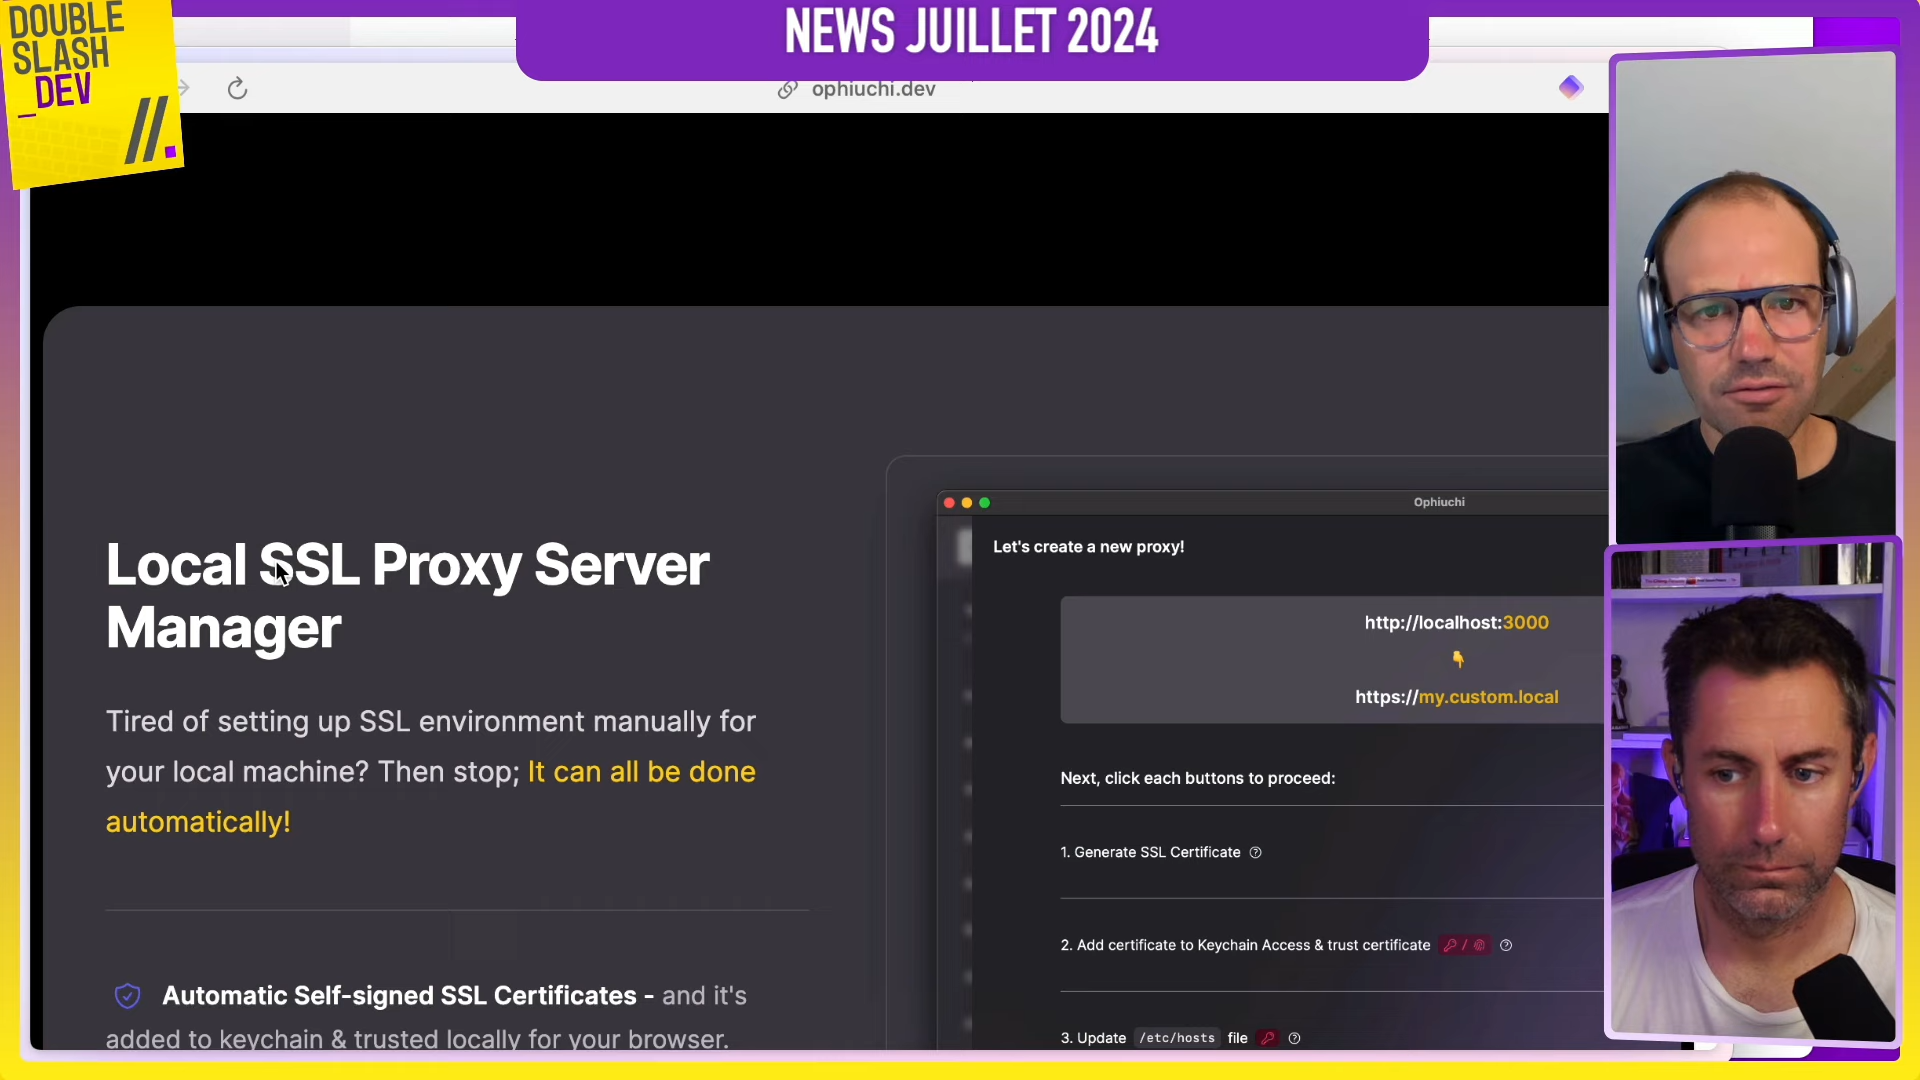 DOUBLE
SLASH
_DEV
//.
NEWS JUILLET 2024
ophiuchi.dev
Local SSL Proxy Server
Manager
Tired of setting up SSL environment manually for
your local machine? Then stop; It can all be done
automatically!
Automatic Self-signed SSL Certificates - and it's
added to keychain & trusted locally for your browser.
Ophiuchi
Let's create a new proxy!
http://localhost:3000
👇
https://my.custom.local
Next, click each buttons to proceed:
1. Generate SSL Certificate
2. Add certificate to Keychain Access & trust certificate
3. Update /etc/hosts file